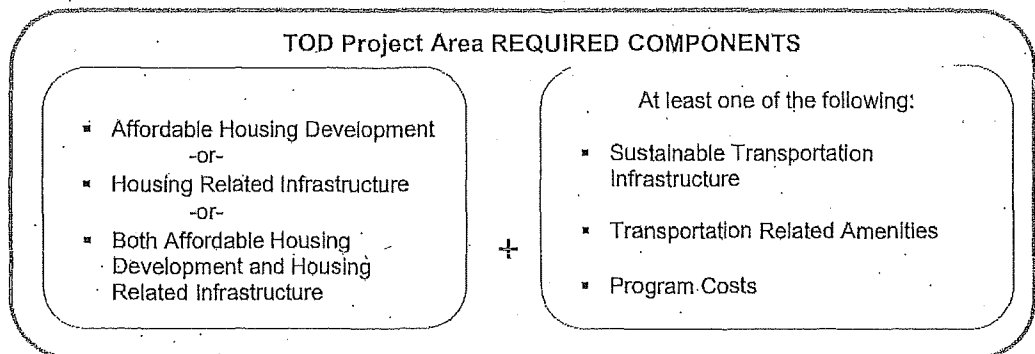 TOD Project Area REQUIRED COMPONENTS
▪ Affordable Housing Development
-or-
▪ Housing Related Infrastructure
-or-
▪ Both Affordable Housing
Development and Housing
Related Infrastructure
+
At least one of the following:
▪ Sustainable Transportation
Infrastructure
▪ Transportation Related Amenities
▪ Program Costs